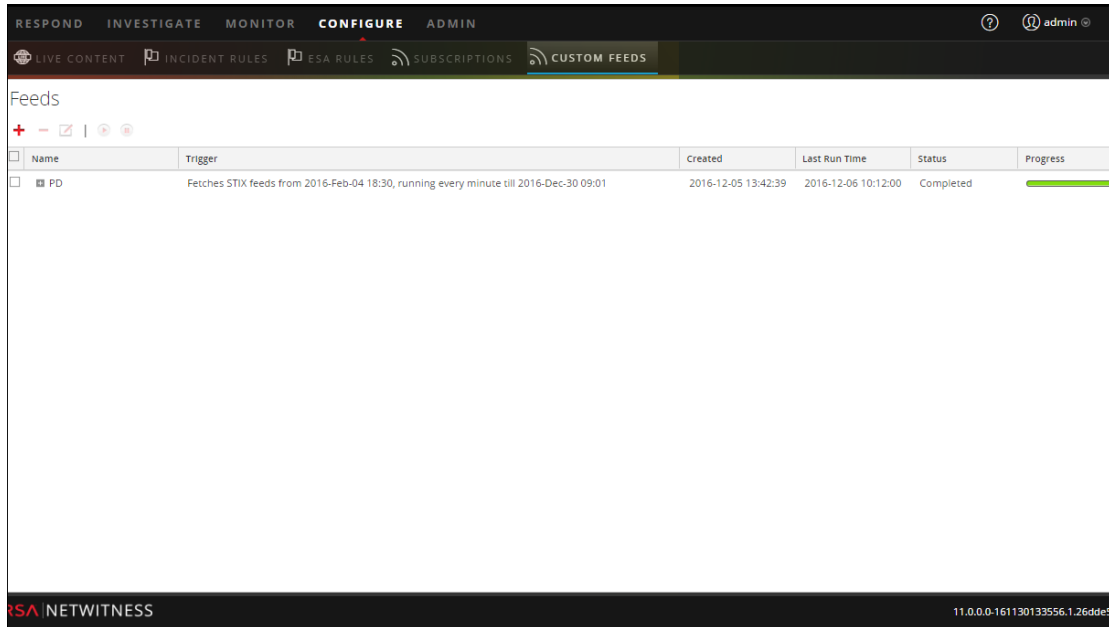 RESPOND INVESTIGATE MONITOR CONFIGURE ADMIN ? admin
LIVE CONTENT INCIDENT RULES ESA RULES SUBSCRIPTIONS CUSTOM FEEDS
Feeds
Name Trigger Created Last Run Time Status Progress
PD Fetches STIX feeds from 2016-Feb-04 18:30, running every minute till 2016-Dec-30 09:01 2016-12-05 13:42:39 2016-12-06 10:12:00 Completed
RSA NETWITNESS 11.0.0.0-161130133556.1.26dde5